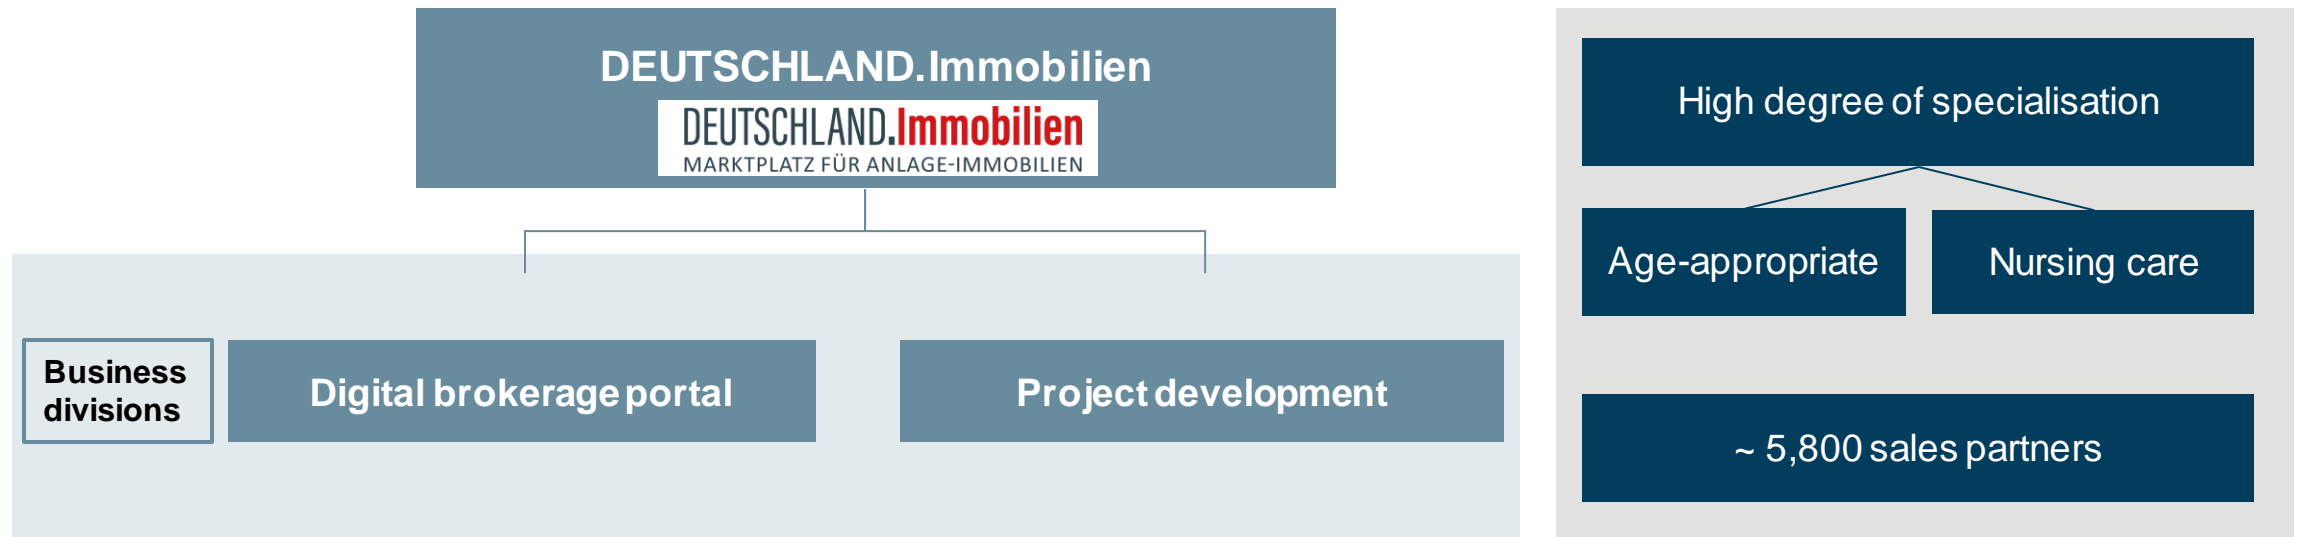 DEUTSCHLAND.Immobilien
DEUTSCHLAND.Immobilien
MARKTPLATZ FÜR ANLAGE-IMMOBILIEN
Business
divisions
Digital brokerage portal
Project development
High degree of specialisation
Age-appropriate
Nursing care
~ 5,800 sales partners